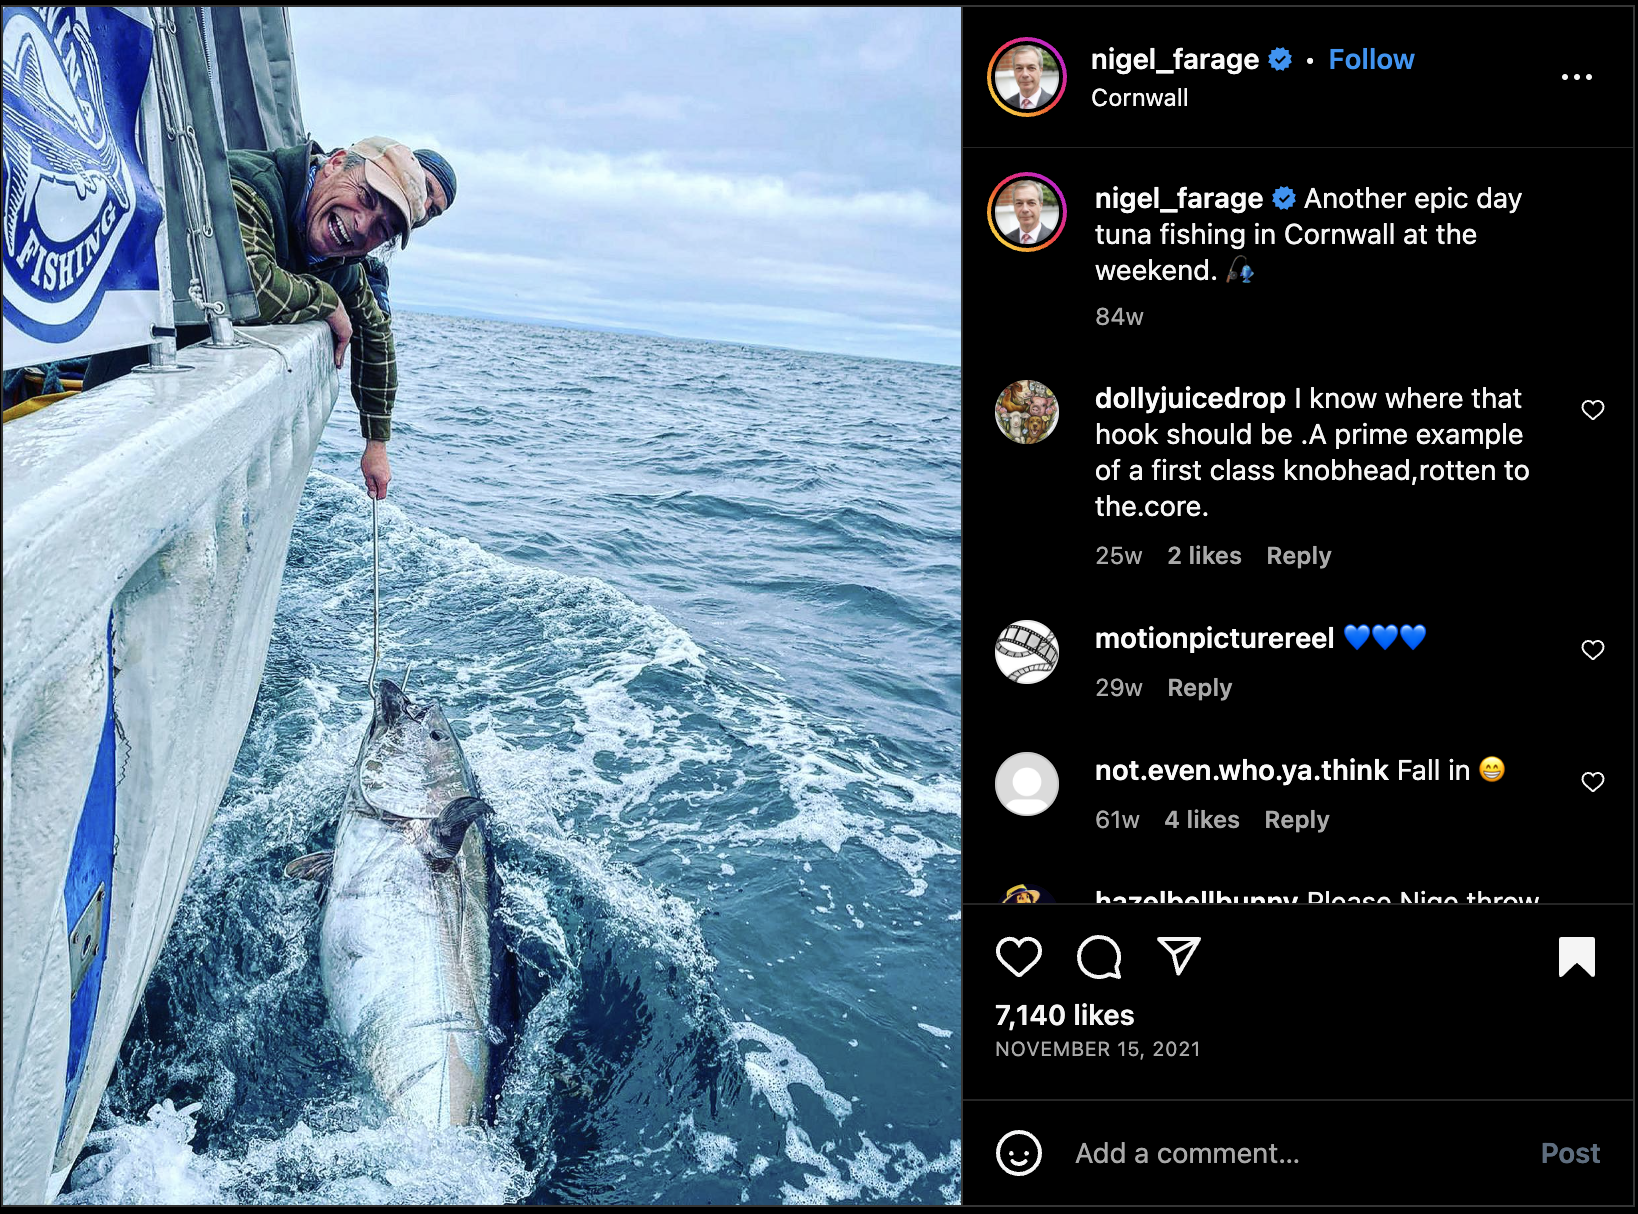 FISHING
nigel_farage • Follow
Cornwall
nigel_farage Another epic day
tuna fishing in Cornwall at the
weekend. 🎣
84w
dollyjuicedrop I know where that
hook should be .A prime example
of a first class knobhead,rotten to
the.core.
25w 2 likes Reply
motionpicturereel 💙💙💙
29w Reply
not.even.who.ya.think Fall in 😁
61w 4 likes Reply
hazelbellbunny Please Nige throw
7,140 likes
NOVEMBER 15, 2021
Add a comment...
Post